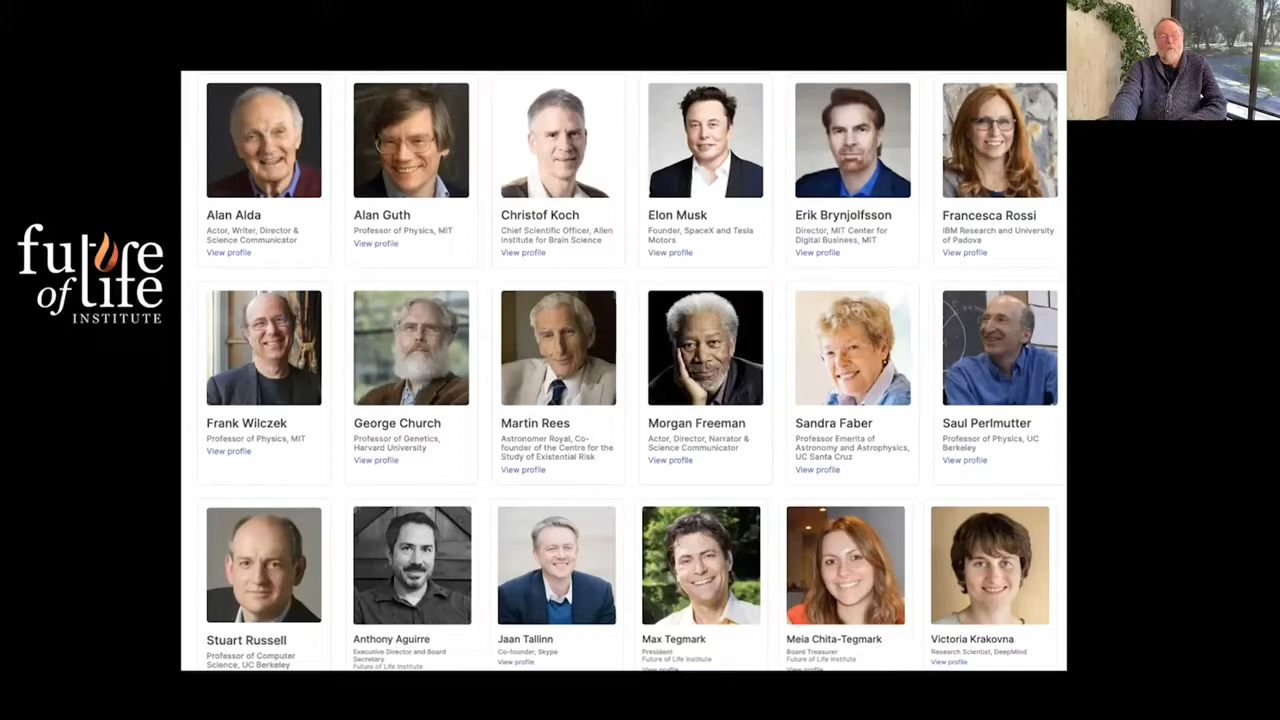 future
of life
INSTITUTE
Alan Alda
Actor, Writer, Director &
Science Communicator
View profile
Alan Guth
Professor of Physics, MIT
View profile
Christof Koch
Chief Scientific Officer, Allen
Institute for Brain Science
View profile
Elon Musk
Founder, SpaceX and Tesla
Motors
View profile
Erik Brynjolfsson
Director, MIT Center for
Digital Business, MIT
View profile
Francesca Rossi
IBM Research and University
of Padova
View profile
Frank Wilczek
Professor of Physics, MIT
View profile
George Church
Professor of Genetics,
Harvard University
View profile
Martin Rees
Astronomer Royal, Co-
founder of the Centre for the
Study of Existential Risk
View profile
Morgan Freeman
Actor, Director, Narrator &
Science Communicator
View profile
Sandra Faber
Professor Emerita of
Astronomy and Astrophysics,
UC Santa Cruz
View profile
Saul Perlmutter
Professor of Physics, UC
Berkeley
View profile
Stuart Russell
Professor of Computer
Science, UC Berkeley
Anthony Aguirre
Executive Director and Board
Secretary
Future of Life Institute
Jaan Tallinn
Co-founder, Skype
View profile
Max Tegmark
President
Future of Life Institute
View profile
Meia Chita-Tegmark
Board Treasurer
Future of Life Institute
View profile
Victoria Krakovna
Research Scientist, DeepMind
View profile